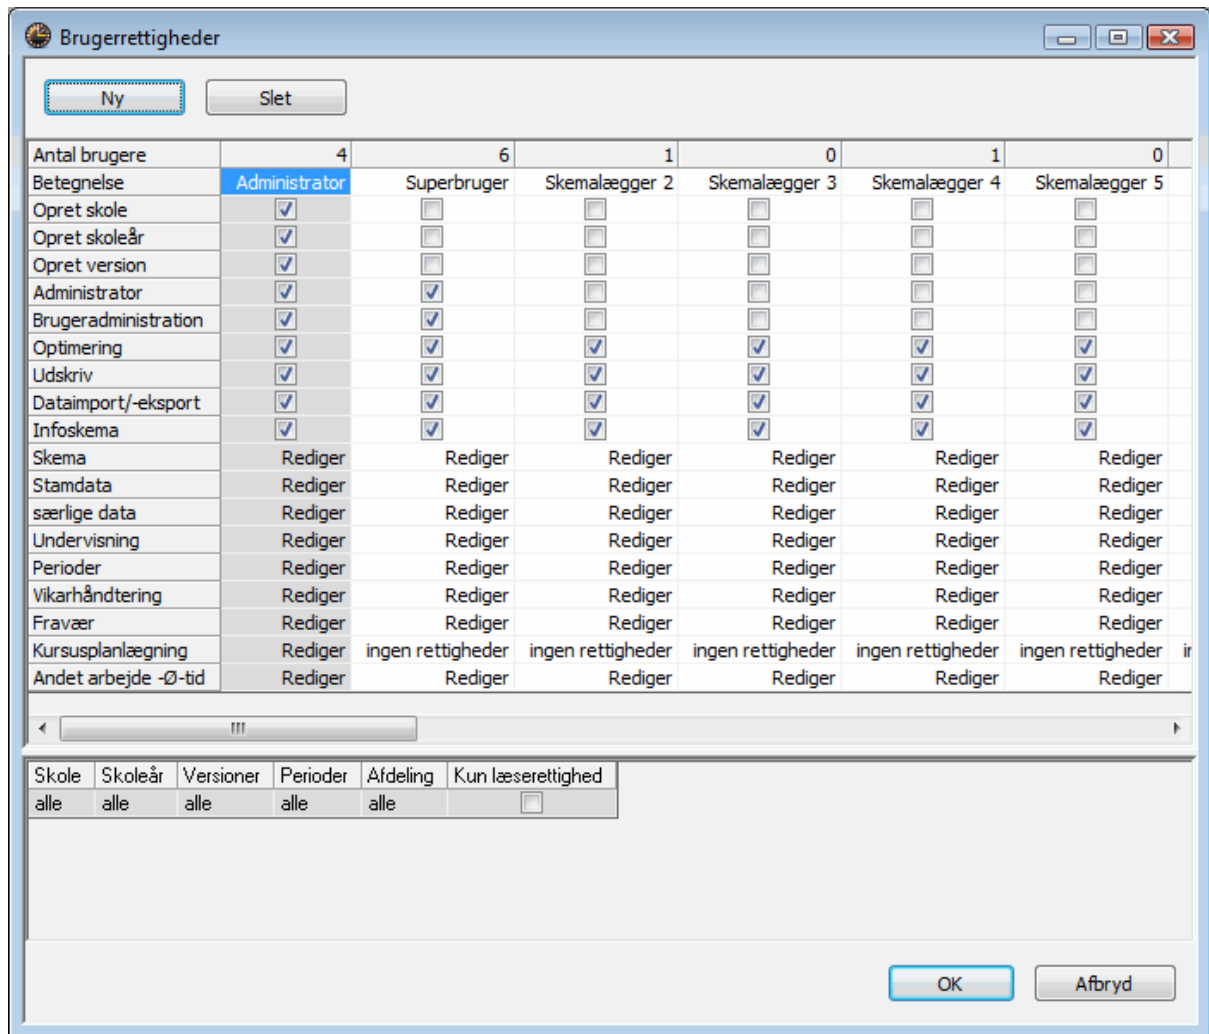 Brugerrettigheder
Ny Slet
Antal brugere 4 6 1 0 1 0
Betegnelse Administrator Superbruger Skemalægger 2 Skemalægger 3 Skemalægger 4 Skemalægger 5
Opret skole
Opret skoleår
Opret version
Administrator
Brugeradministration
Optimering
Udskriv
Dataimport/-eksport
Infoskema
Skema Rediger Rediger Rediger Rediger Rediger Rediger
Stamdata Rediger Rediger Rediger Rediger Rediger Rediger
særlige data Rediger Rediger Rediger Rediger Rediger Rediger
Undervisning Rediger Rediger Rediger Rediger Rediger Rediger
Perioder Rediger Rediger Rediger Rediger Rediger Rediger
Vikarhåndtering Rediger Rediger Rediger Rediger Rediger Rediger
Fravær Rediger Rediger Rediger Rediger Rediger Rediger
Kursusplanlægning Rediger ingen rettigheder ingen rettigheder ingen rettigheder ingen rettigheder ingen rettigheder
Andet arbejde -Ø-tid Rediger Rediger Rediger Rediger Rediger Rediger
Skole Skoleår Versioner Perioder Afdeling Kun læserettighed
alle alle alle alle alle
OK Afbryd